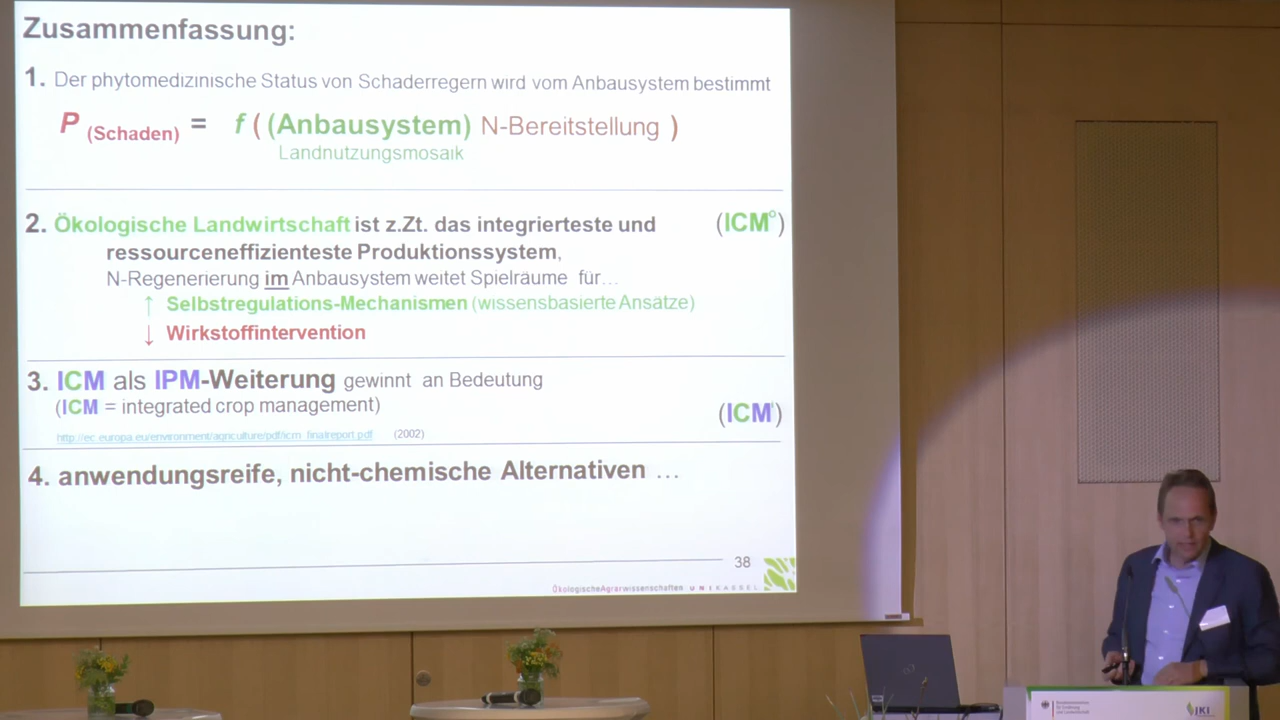 Zusammenfassung:
1. Der phytomedizinische Status von Schaderregern wird vom Anbausystem bestimmt
P (Schaden) = f ( (Anbausystem) N-Bereitstellung )
Landnutzungsmosaik
2. Ökologische Landwirtschaft ist z.Zt. das integrierteste und (ICM°)
ressourceneffizienteste Produktionssystem,
N-Regenerierung im Anbausystem weitet Spielräume für…
↑ Selbstregulations-Mechanismen (wissensbasierte Ansätze)
↓ Wirkstoffintervention
3. ICM als IPM-Weiterung gewinnt an Bedeutung
(ICM = integrated crop management) (ICMⁱ)
http://ec.europa.eu/environment/agriculture/pdf/icm_finalreport.pdf (2002)
4. anwendungsreife, nicht-chemische Alternativen …
38
ÖkologischeAgrarwissenschaften UNIKASSEL
JKI